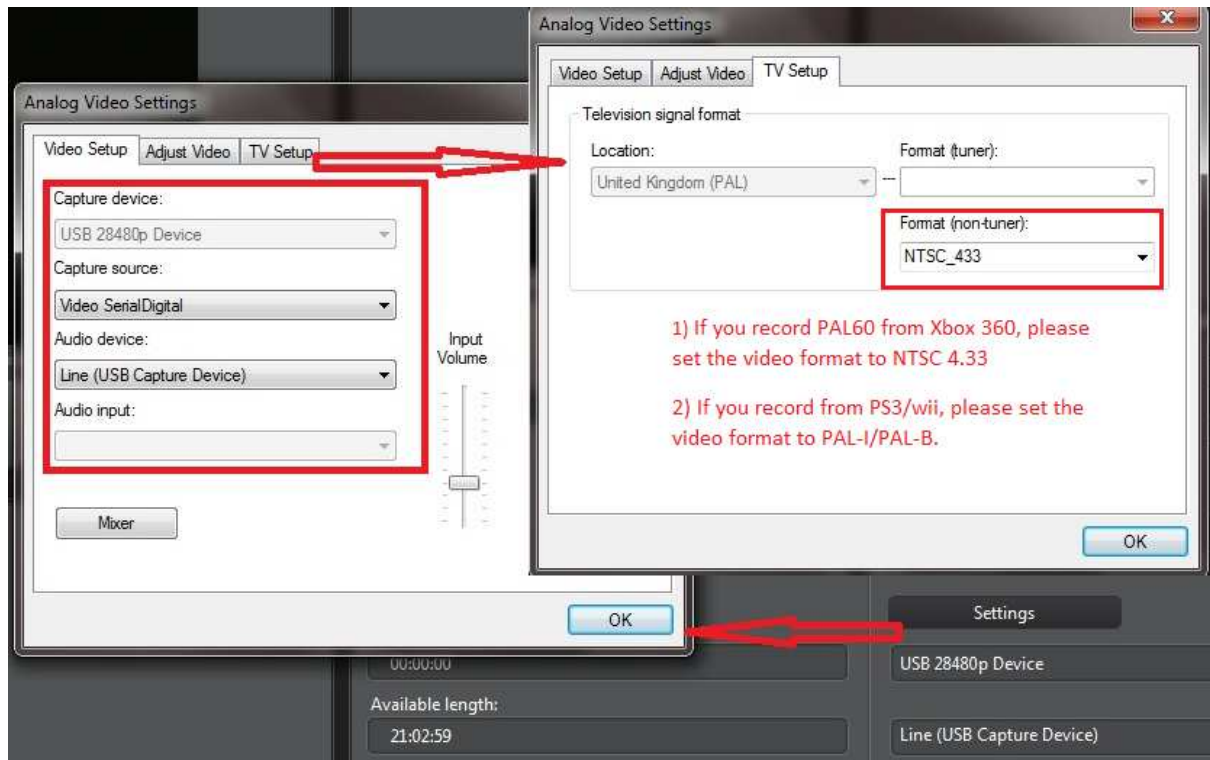 Analog Video Settings
Video Setup
Adjust Video
TV Setup
Capture device:
USB 28480p Device
Capture source:
Video SerialDigital
Audio device:
Line (USB Capture Device)
Audio input:
Input
Volume
Mixer
OK
Analog Video Settings
Video Setup
Adjust Video
TV Setup
Television signal format
Location:
United Kingdom (PAL)
---
Format (tuner):
Format (non-tuner):
NTSC_433
1) If you record PAL60 from Xbox 360, please
set the video format to NTSC 4.33
2) If you record from PS3/wii, please set the
video format to PAL-I/PAL-B.
OK
Settings
00:00:00
USB 28480p Device
Available length:
21:02:59
Line (USB Capture Device)